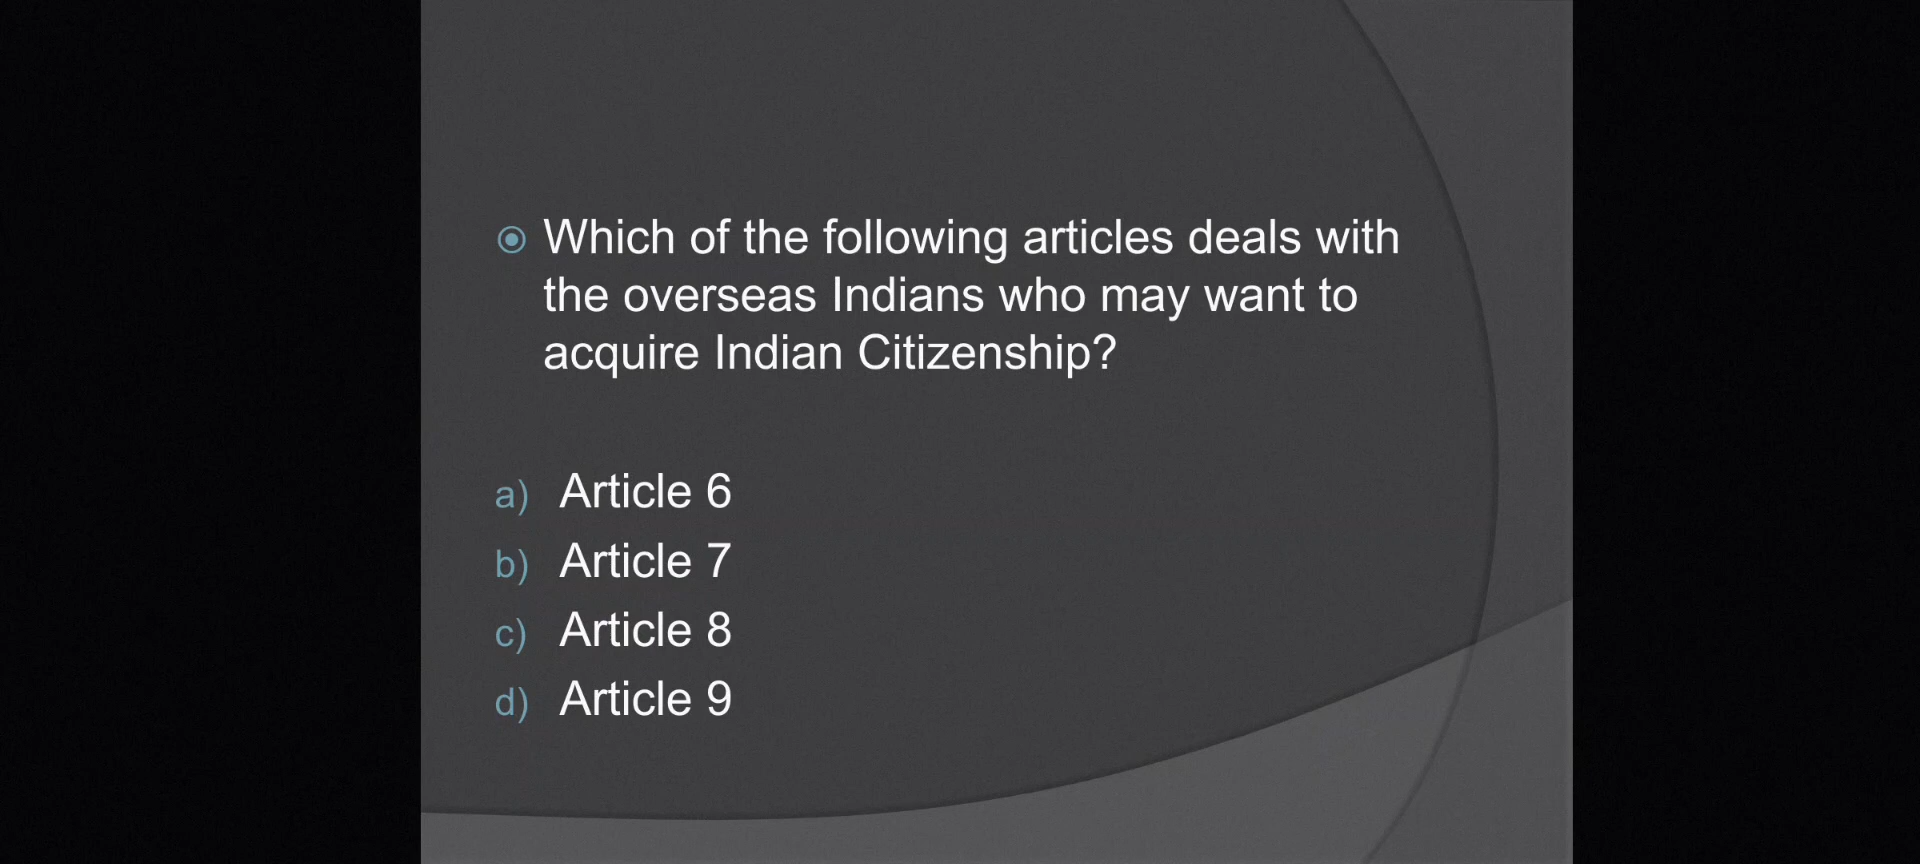 Which of the following articles deals with
the overseas Indians who may want to
acquire Indian Citizenship?
a) Article 6
b) Article 7
c) Article 8
d) Article 9